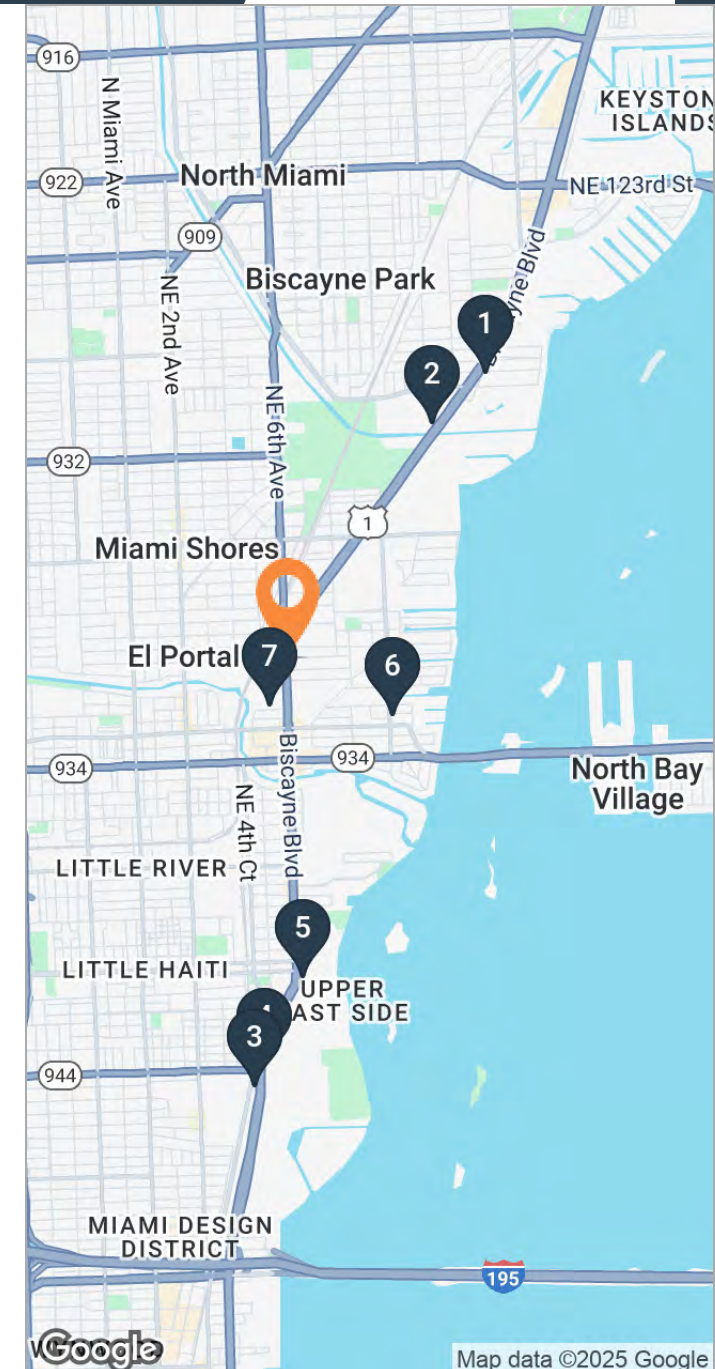 916
N Miami Ave
KEYSTON
ISLANDS
922
North Miami
NE 123rd St
909
Biscayne Park
yne Blvd
NE 2nd Ave
1
2
NE 6th Ave
932
1
Miami Shores
El Portal
7
6
934
Biscayne Blvd
934
North Bay
Village
NE 4th Ct
LITTLE RIVER
5
LITTLE HAITI
UPPER
AST SIDE
4
3
944
MIAMI DESIGN
DISTRICT
195
Google
Map data ©2025 Google